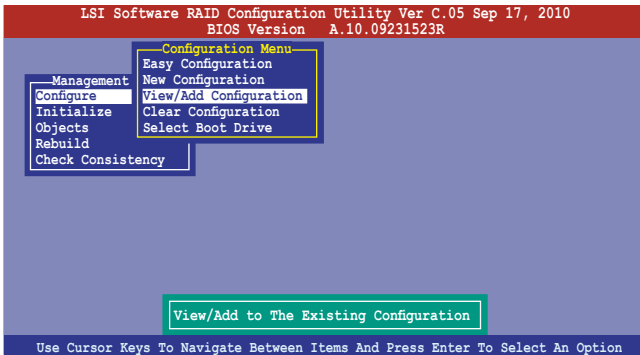 LSI Software RAID Configuration Utility Ver C.05 Sep 17, 2010
BIOS Version A.10.09231523R
Configuration Menu
Easy Configuration
New Configuration
View/Add Configuration
Clear Configuration
Select Boot Drive
Management
Configure
Initialize
Objects
Rebuild
Check Consistency
View/Add to The Existing Configuration
Use Cursor Keys To Navigate Between Items And Press Enter To Select An Option